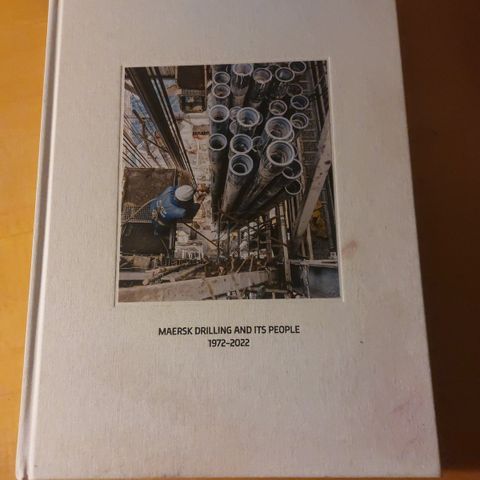 MAERSK DRILLING AND ITS PEOPLE
1972–2022